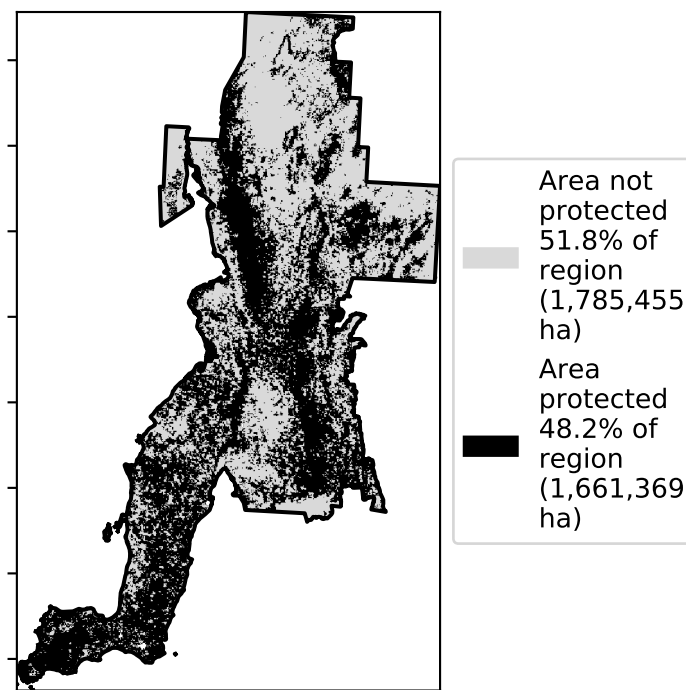 Area not
protected
51.8% of
region
(1,785,455
ha)
Area
protected
48.2% of
region
(1,661,369
ha)